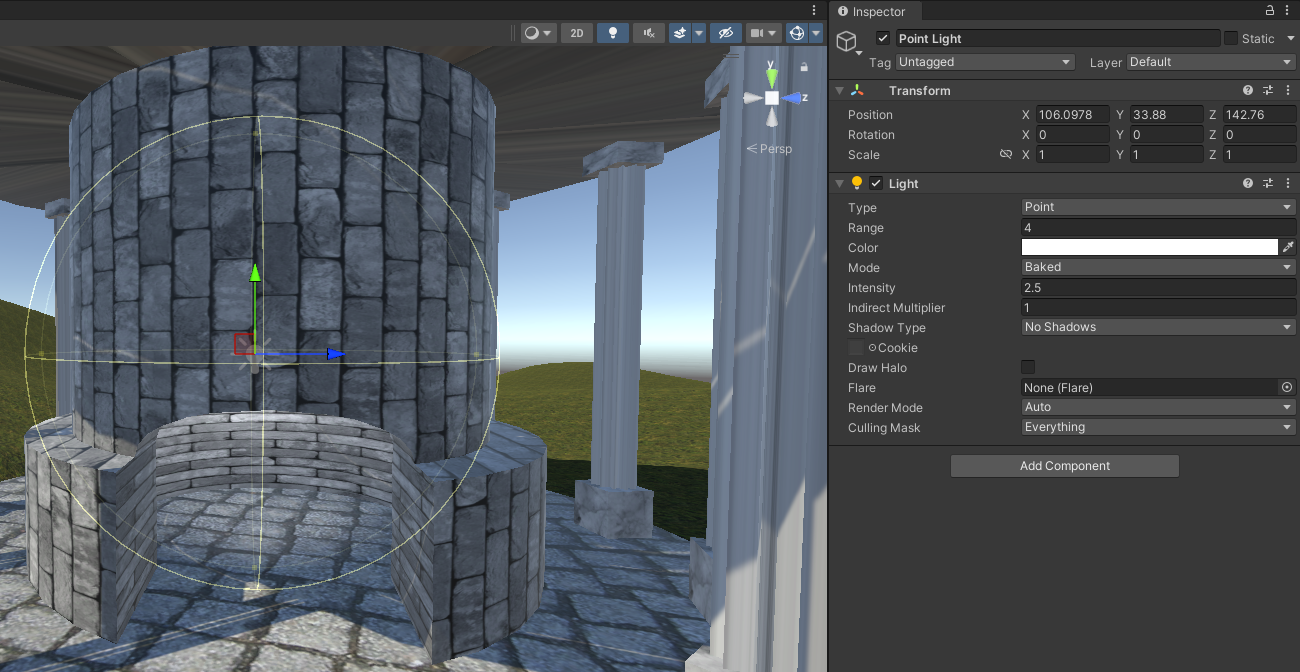 2D
y
z
Persp
Inspector
Point Light
Static
Tag Untagged Layer Default
Transform
Position X 106.0978 Y 33.88 Z 142.76
Rotation X 0 Y 0 Z 0
Scale X 1 Y 1 Z 1
Light
Type Point
Range 4
Color
Mode Baked
Intensity 2.5
Indirect Multiplier 1
Shadow Type No Shadows
Cookie
Draw Halo
Flare None (Flare)
Render Mode Auto
Culling Mask Everything
Add Component